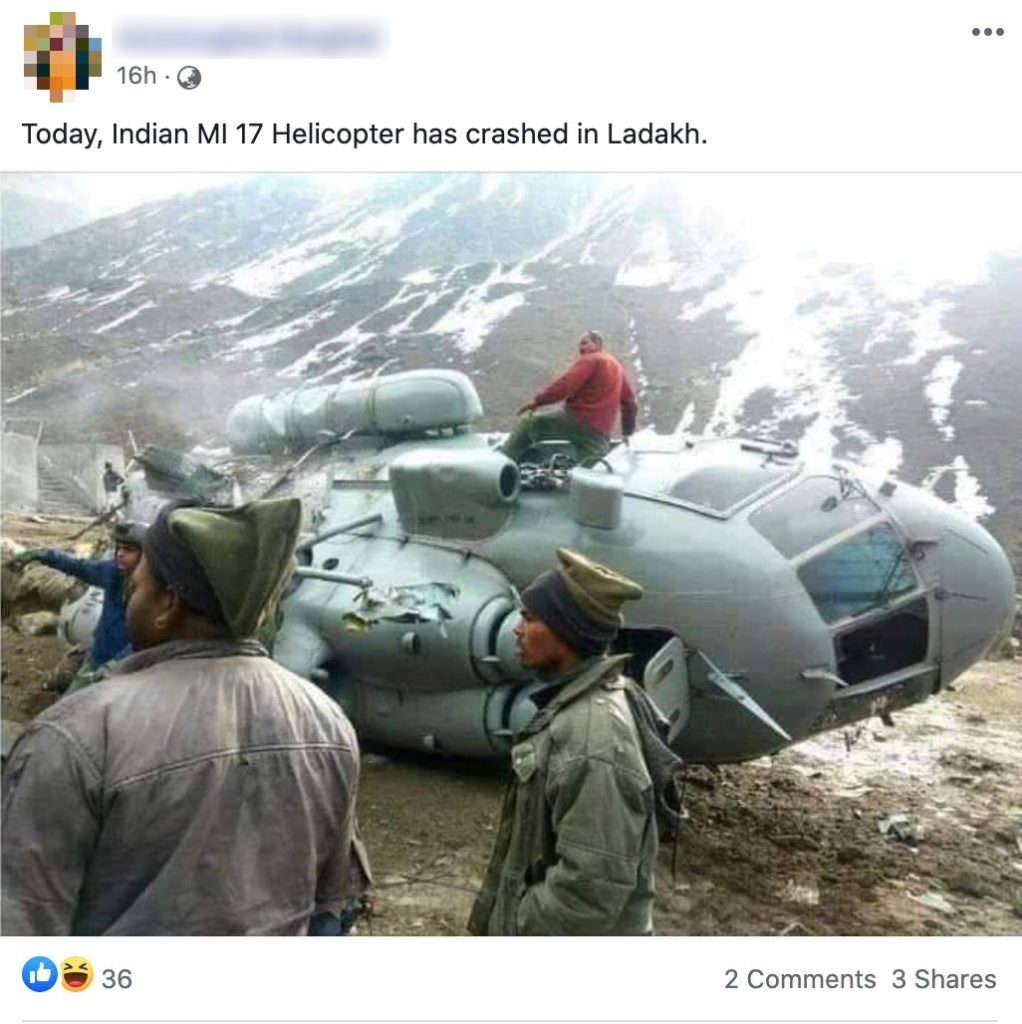 16h ·
Today, Indian MI 17 Helicopter has crashed in Ladakh.
36
2 Comments 3 Shares